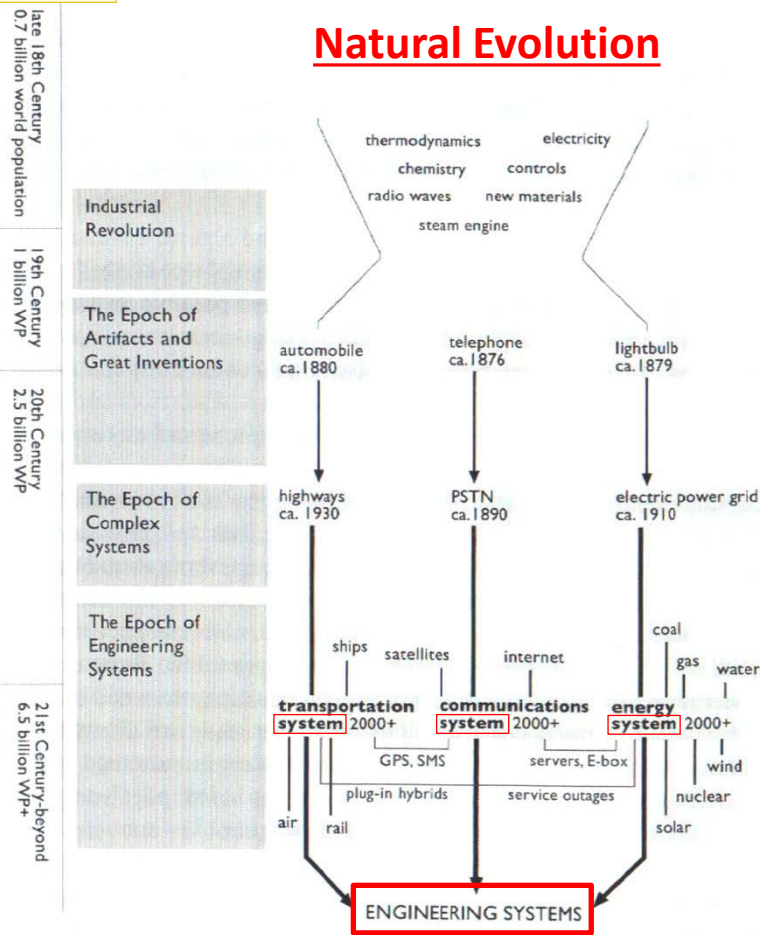 Natural Evolution
late 18th Century
0.7 billion world population
19th Century
1 billion WP
20th Century
2.5 billion WP
21st Century-beyond
6.5 billion WP+
Industrial
Revolution
The Epoch of
Artifacts and
Great Inventions
The Epoch of
Complex
Systems
The Epoch of
Engineering
Systems
thermodynamics
electricity
chemistry
controls
radio waves
new materials
steam engine
automobile
ca.1880
telephone
ca.1876
lightbulb
ca.1879
highways
ca. 1930
PSTN
ca.1890
electric power grid
ca. 1910
ships
satellites
internet
coal
gas
water
transportation
system 2000+
communications
system 2000+
energy
system 2000+
GPS, SMS
servers, E-box
wind
plug-in hybrids
service outages
nuclear
air
rail
solar
ENGINEERING SYSTEMS